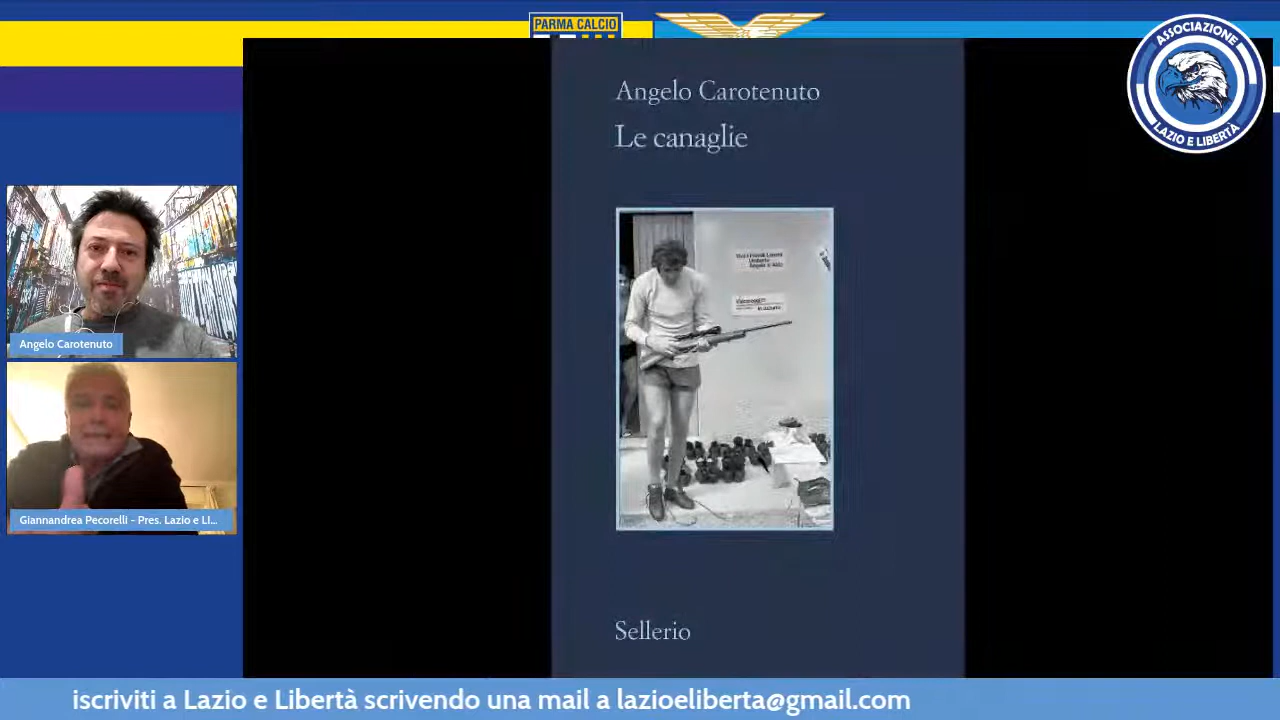 PARMA CALCIO
ASSOCIAZIONE
LAZIO E LIBERTÀ
Angelo Carotenuto
Le canaglie
Angelo Carotenuto
Giannandrea Pecorelli - Pres. Lazio e LI...
Sellerio
iscriviti a Lazio e Libertà scrivendo una mail a lazioeliberta@gmail.com